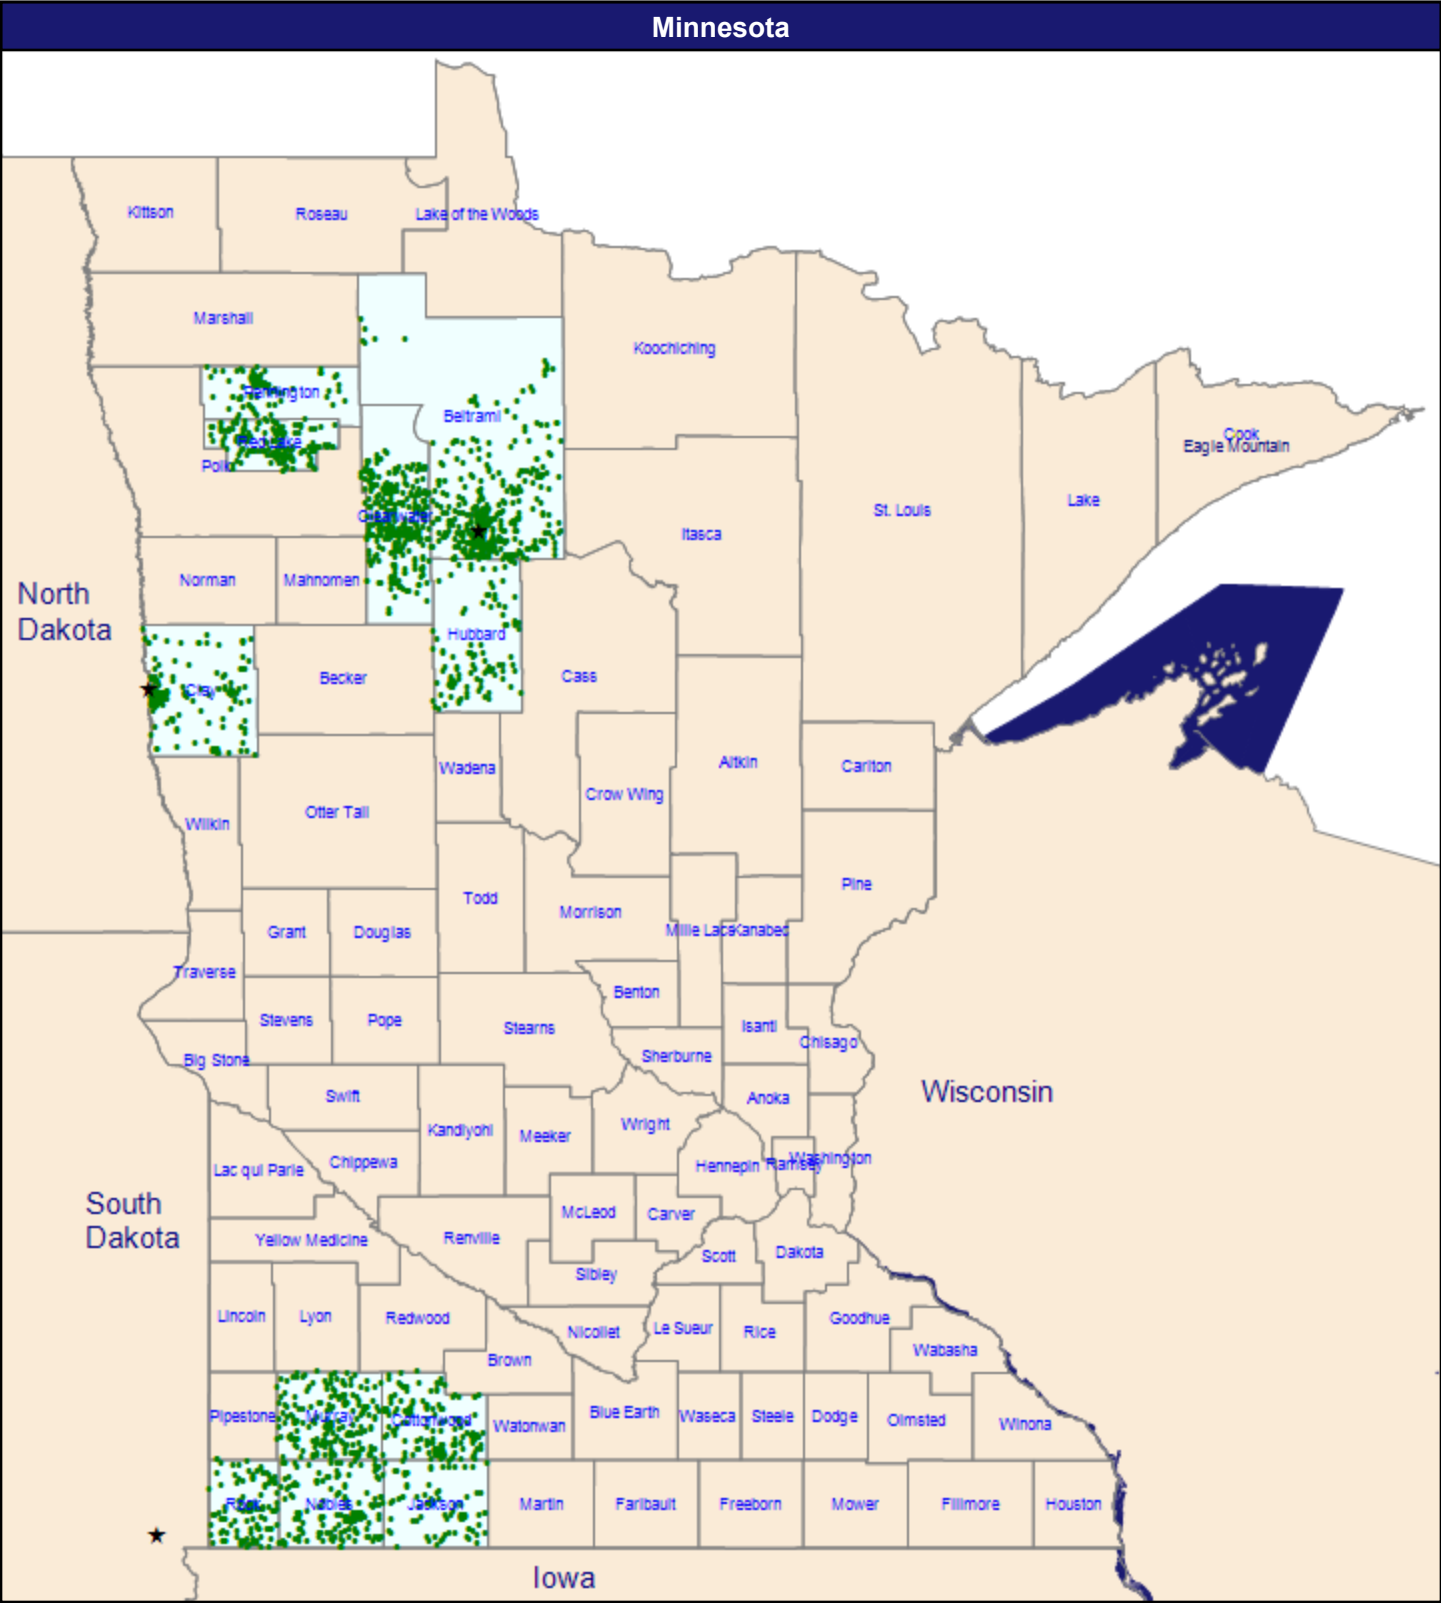 Minnesota
Kittson
Roseau
Lake of the Woods
Marshall
Koochiching
Pennington
Beltrami
Red Lake
Polk
Cook
Eagle Mountain
Lake
St. Louis
Clearwater
Itasca
North
Dakota
Norman
Mahnomen
Hubbard
Clay
Becker
Cass
Wadena
Aitkin
Carlton
Crow Wing
Otter Tail
Wilkin
Pine
Todd
Morrison
Grant
Douglas
Mille Lacs
Kanabec
Traverse
Benton
Stevens
Pope
Stearns
Isanti
Chisago
Big Stone
Sherburne
Swift
Anoka
Wisconsin
Kandiyohi
Meeker
Wright
Lac qui Parle
Chippewa
Hennepin
Ramsey
Washington
South
Dakota
McLeod
Carver
Yellow Medicine
Renville
Scott
Dakota
Sibley
Lincoln
Lyon
Redwood
Nicollet
Le Sueur
Rice
Goodhue
Wabasha
Brown
Pipestone
Murray
Cottonwood
Watonwan
Blue Earth
Waseca
Steele
Dodge
Olmsted
Winona
Rock
Nobles
Jackson
Martin
Faribault
Freeborn
Mower
Fillmore
Houston
Iowa